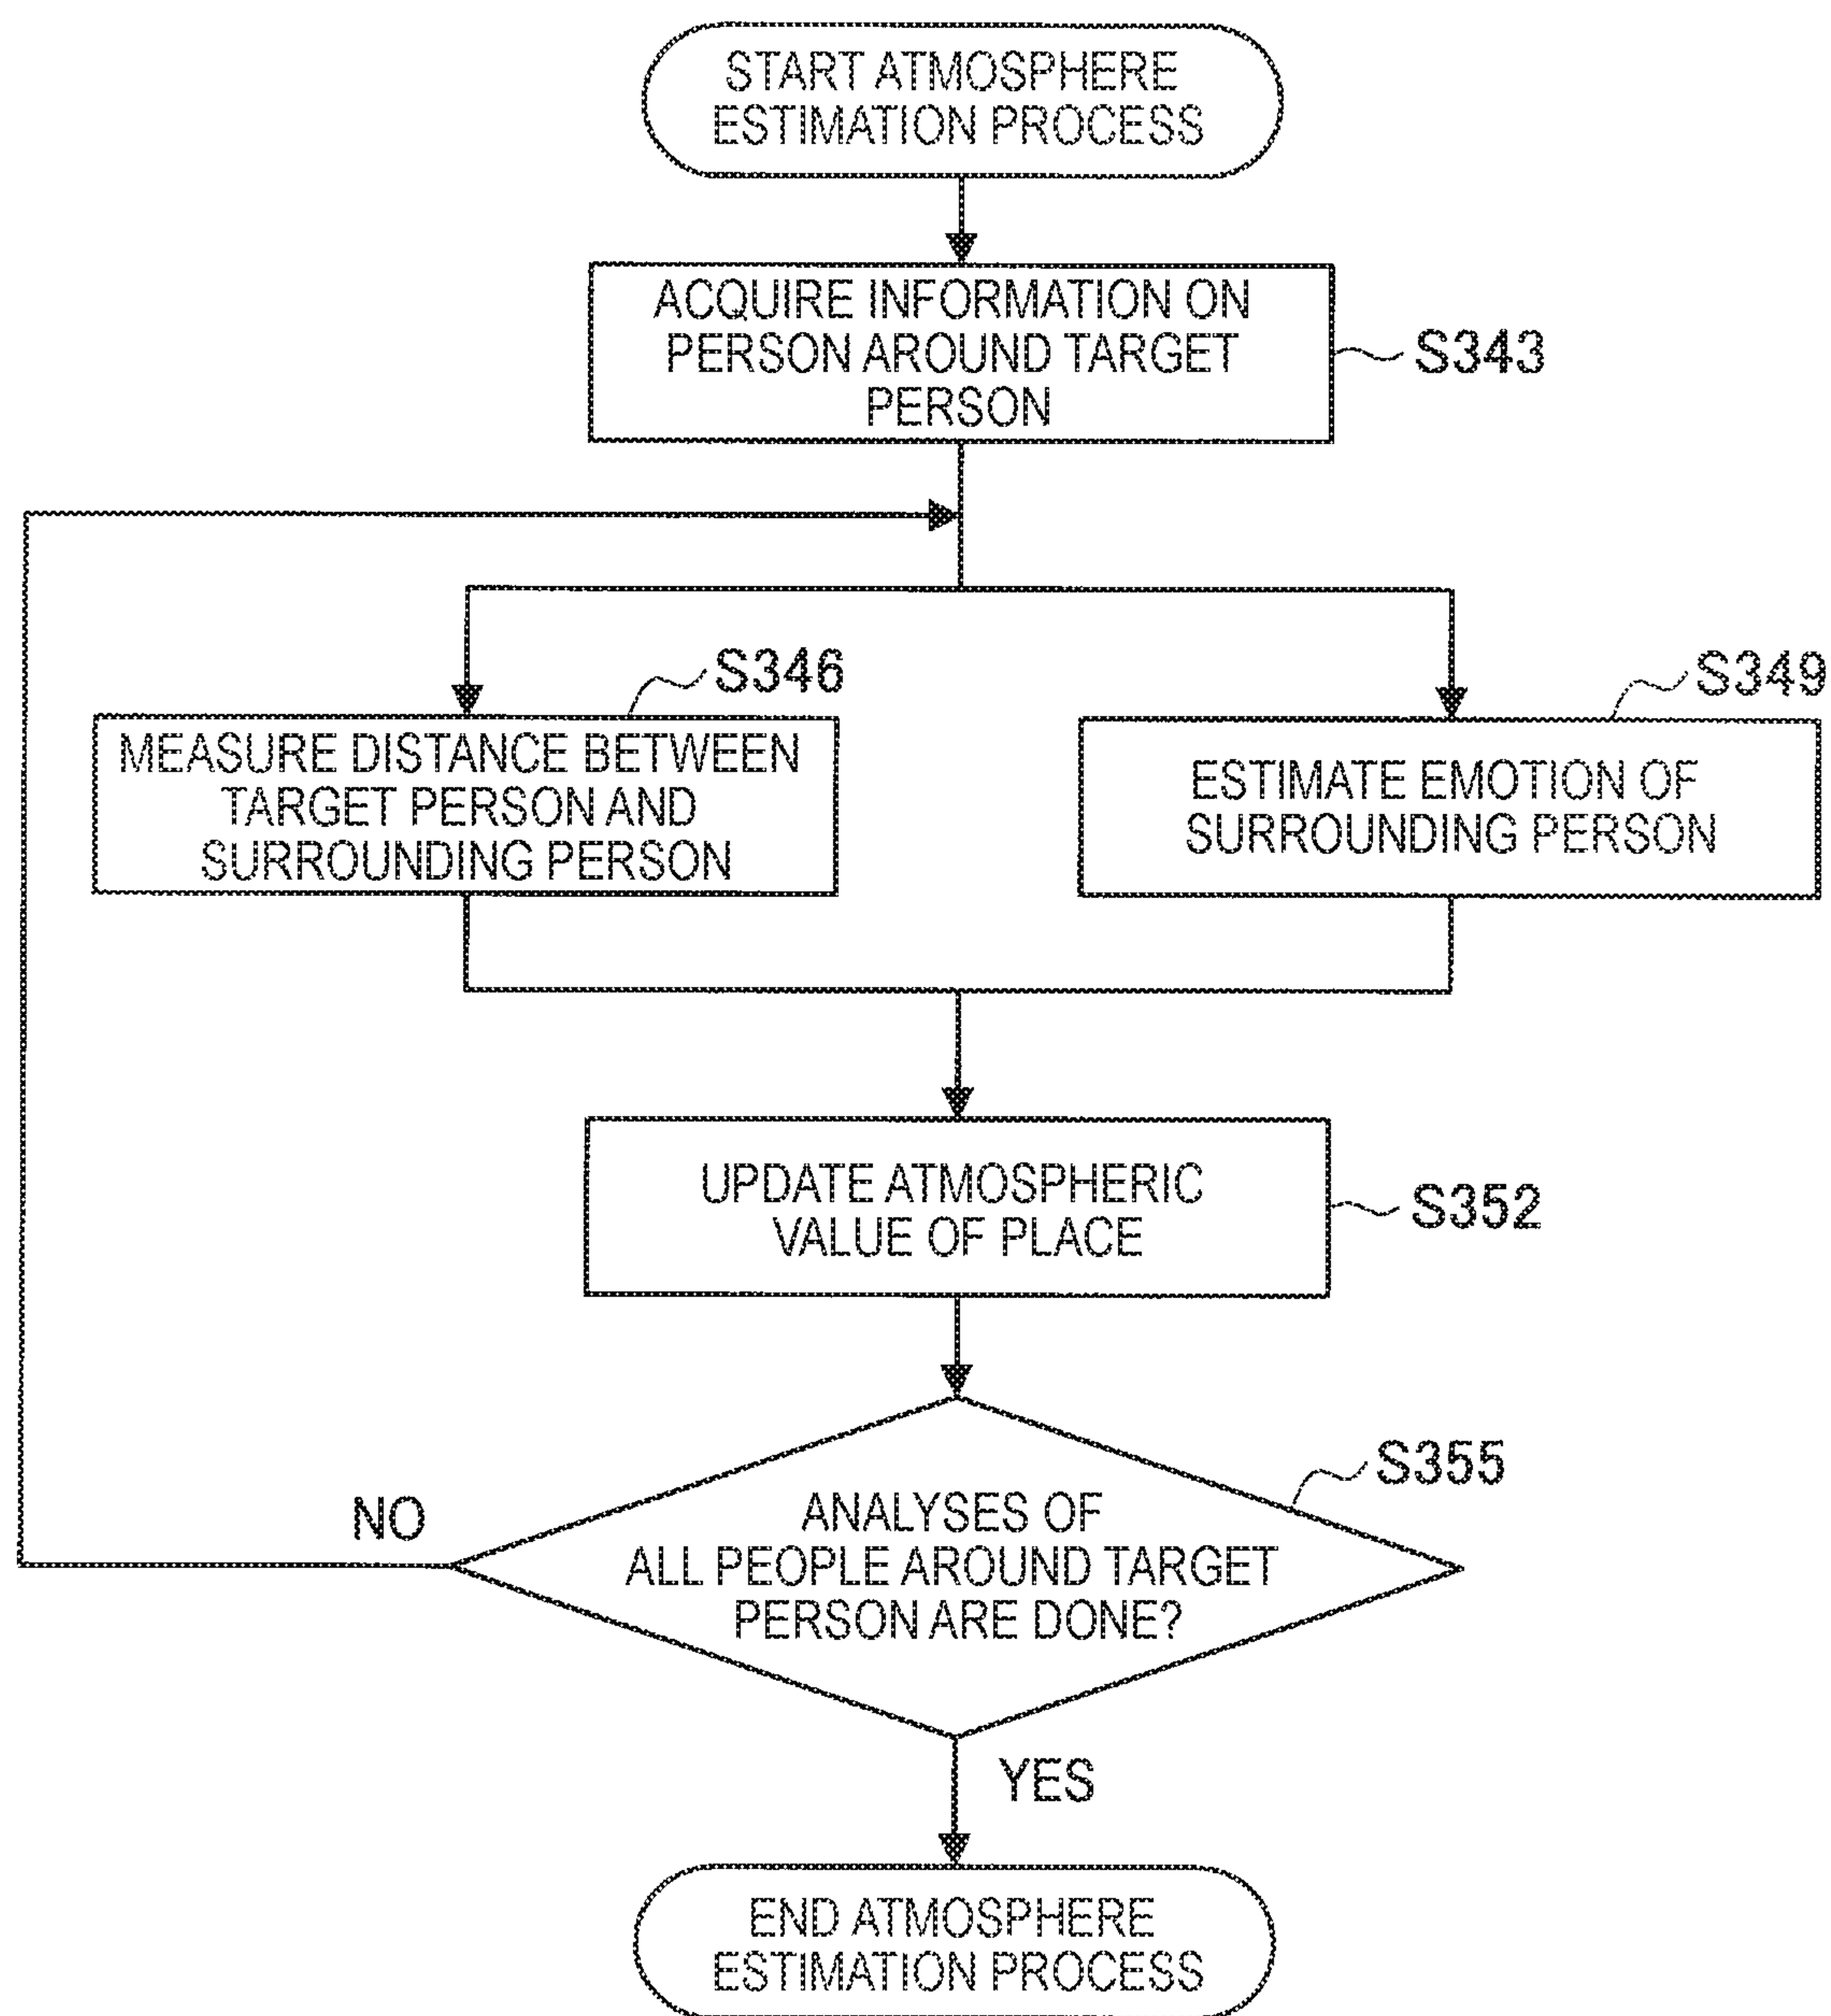 START ATMOSPHERE
ESTIMATION PROCESS
ACQUIRE INFORMATION ON
PERSON AROUND TARGET
PERSON
S343
S346
MEASURE DISTANCE BETWEEN
TARGET PERSON AND
SURROUNDING PERSON
S349
ESTIMATE EMOTION OF
SURROUNDING PERSON
UPDATE ATMOSPHERIC
VALUE OF PLACE
S352
S355
ANALYSES OF
ALL PEOPLE AROUND TARGET
PERSON ARE DONE?
NO
YES
END ATMOSPHERE
ESTIMATION PROCESS